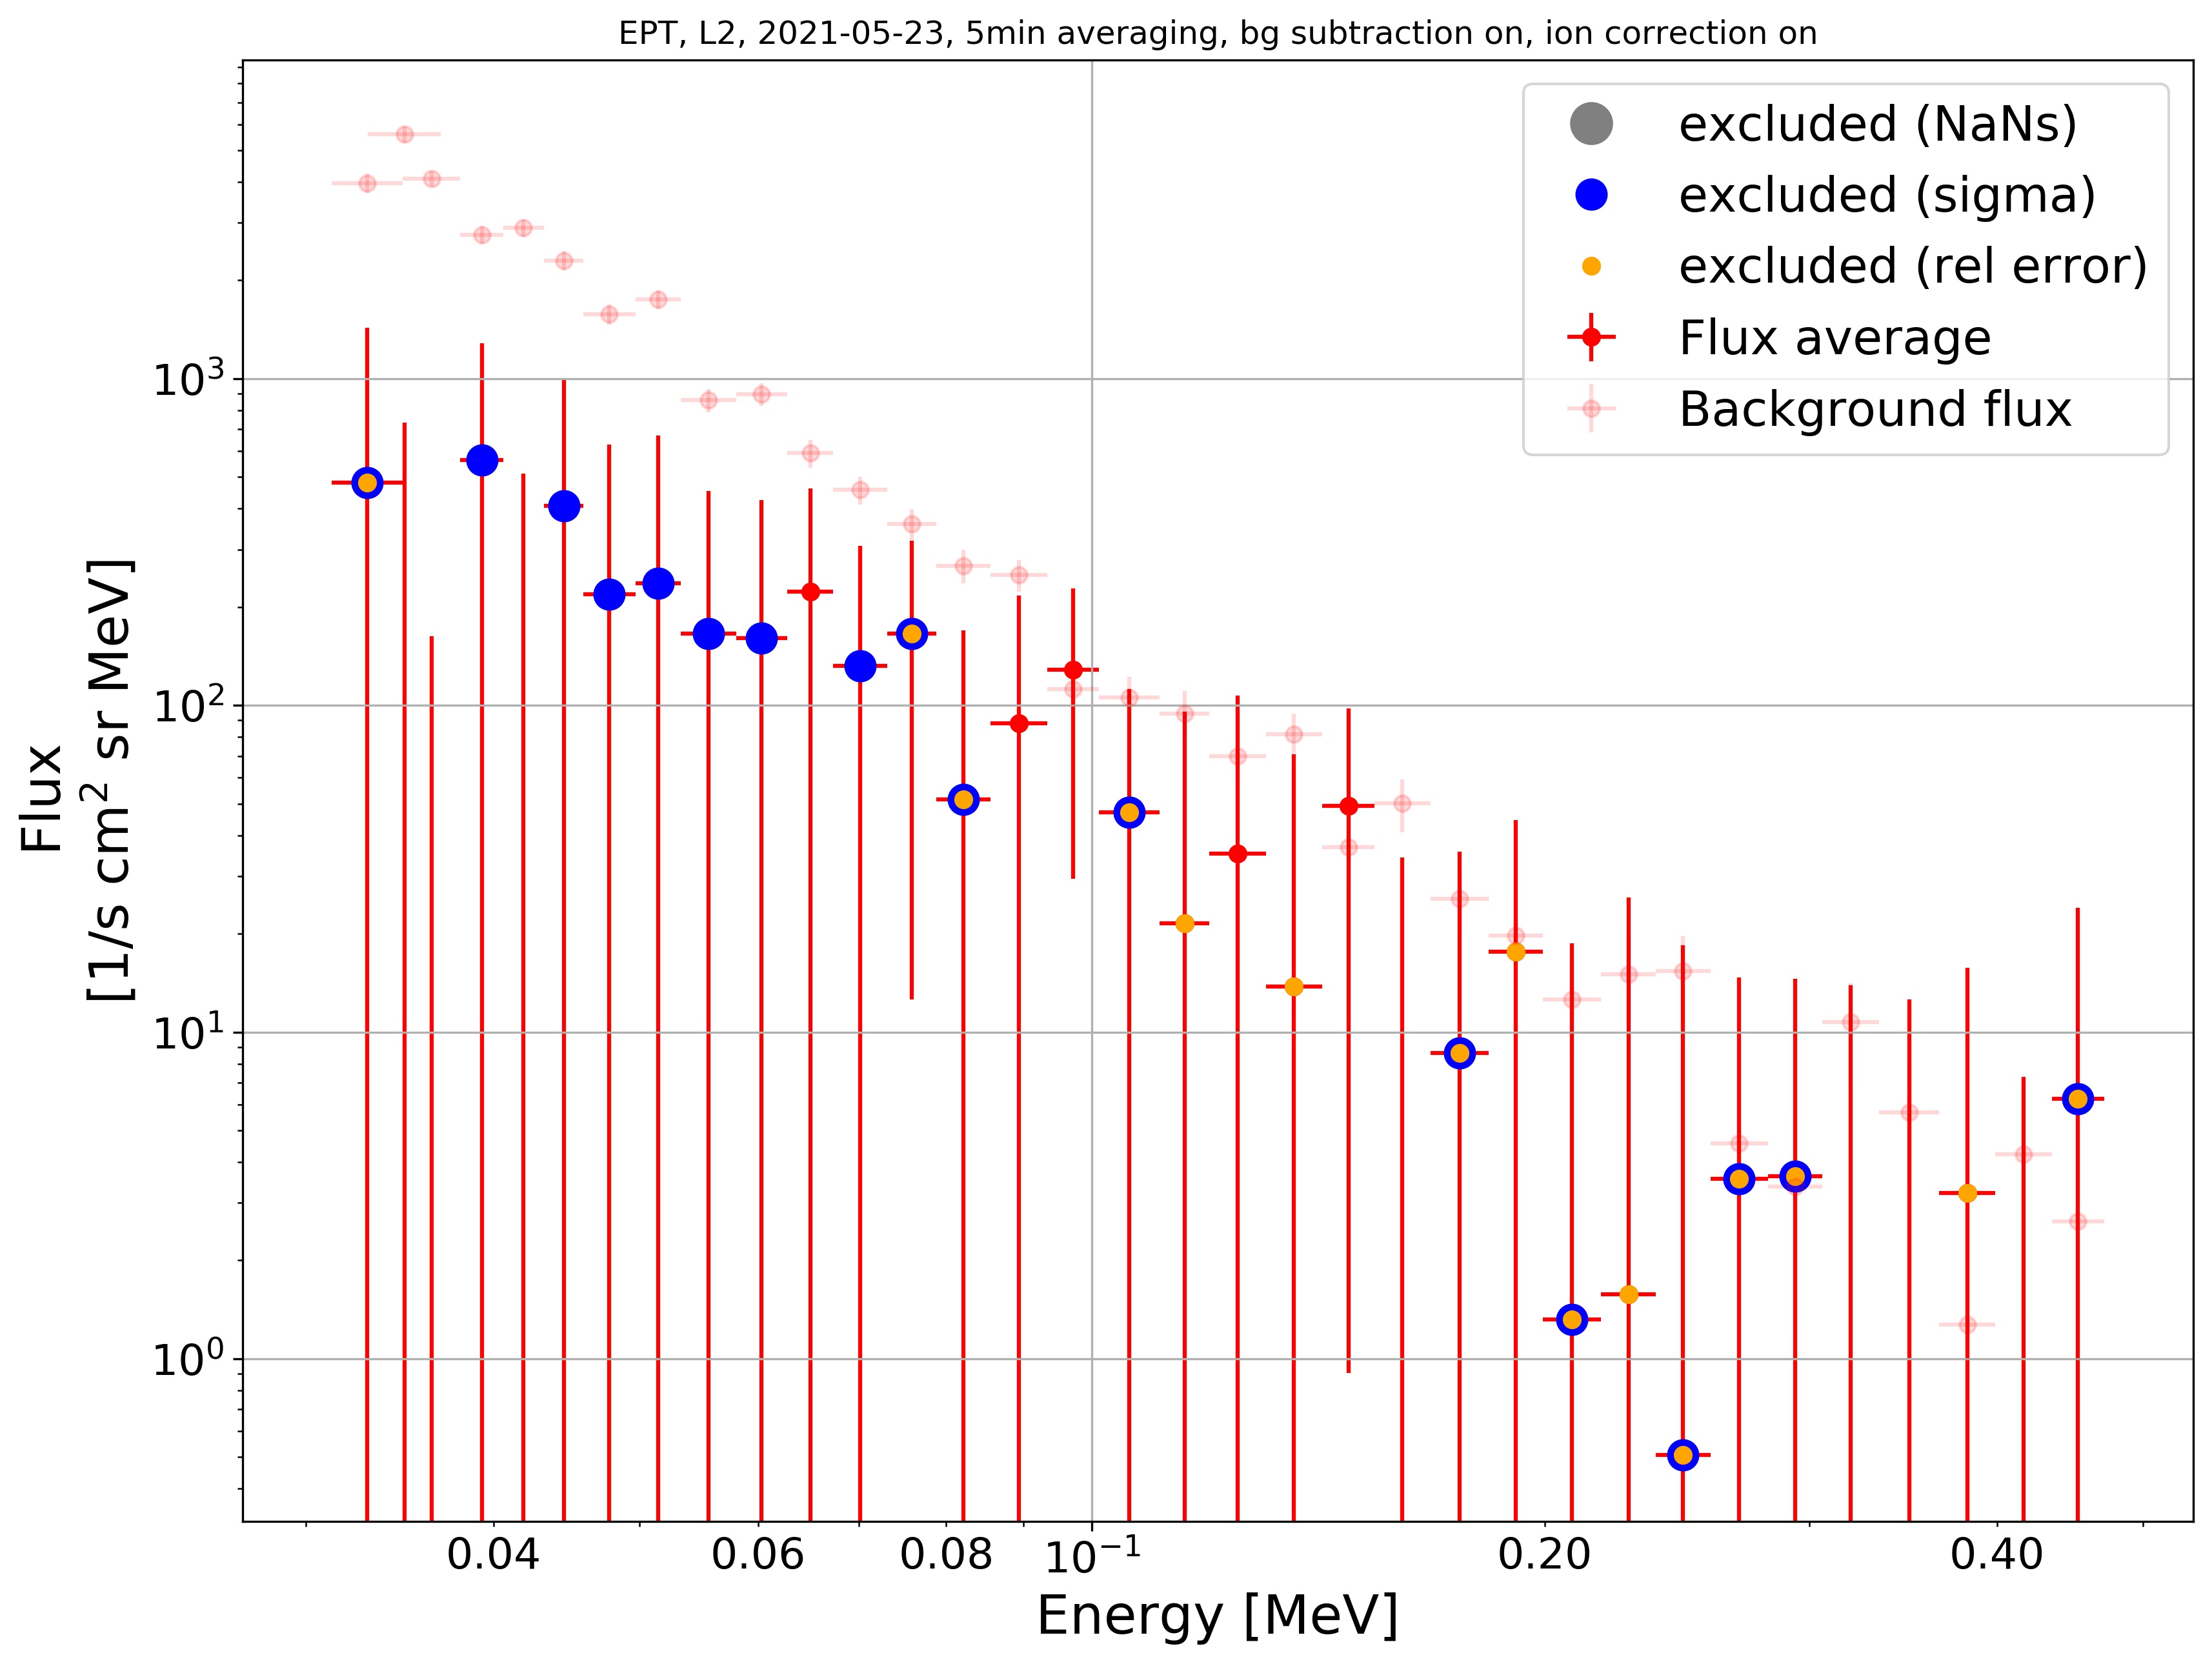 EPT, L2, 2021-05-23, 5min averaging, bg subtraction on, ion correction on
excluded (NaNs)
excluded (sigma)
excluded (rel error)
Flux average
Background flux
Flux
[1/s cm² sr MeV]
10³
10²
10¹
10⁰
0.04 0.06 0.08 10⁻¹ 0.20 0.40
Energy [MeV]